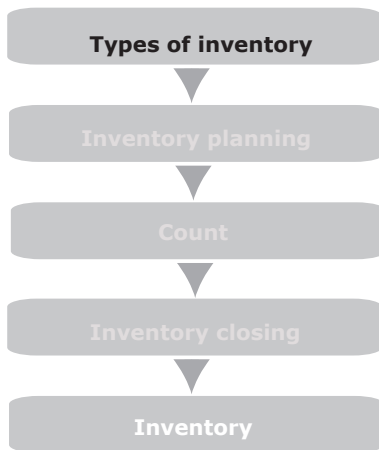 Types of inventory
Inventory planning
Count
Inventory closing
Inventory